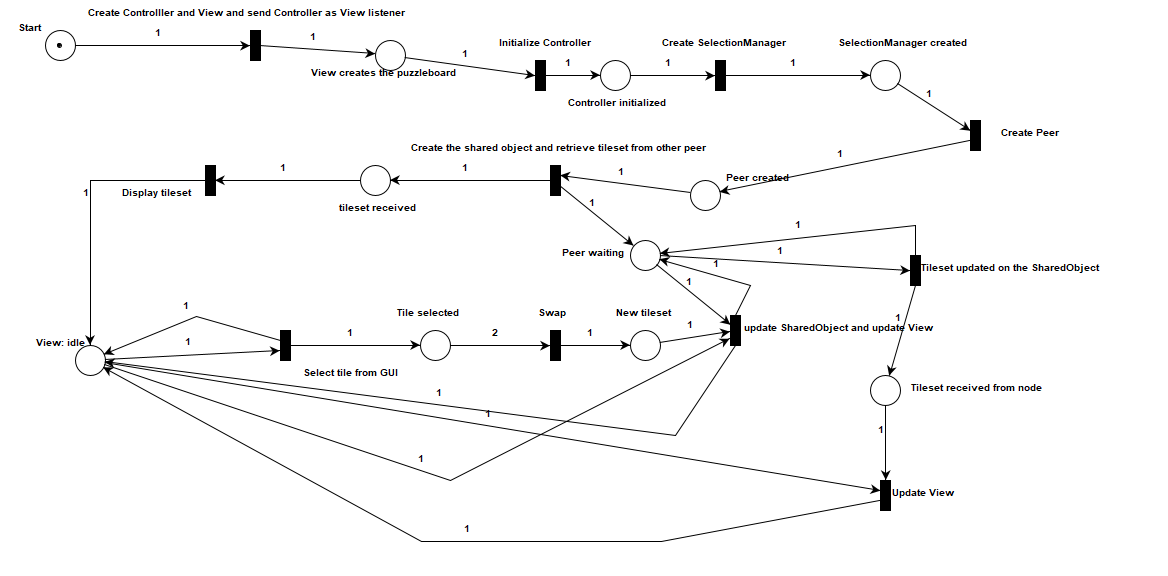 Create Controlller and View and send Controller as View listener
Start
1
1
1
Initialize Controller
Create SelectionManager
SelectionManager created
View creates the puzzleboard
1
1
1
Controller initialized
1
Create Peer
Create the shared object and retrieve tileset from other peer
1
1
1
1
Peer created
Display tileset
1
tileset received
1
Peer waiting
1
1
1
Tileset updated on the SharedObject
1
1
Tile selected
Swap
New tileset
1
View: idle
1
1
2
1
1
update SharedObject and update View
Select tile from GUI
Tileset received from node
1
1
1
1
Update View
1